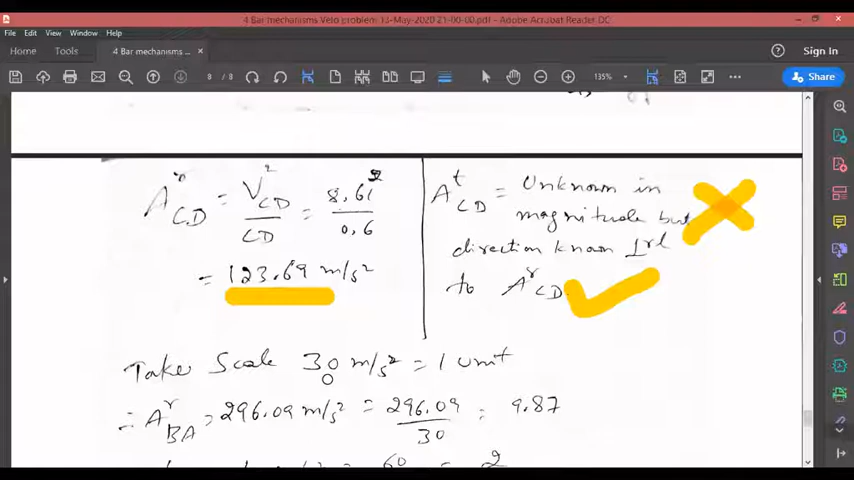 4 Bar mechanisms Velo problem 13-May-2020 21-00-00.pdf - Adobe Acrobat Reader DC
File Edit View Window Help
Home Tools 4 Bar mechanisms ... × Sign In
8 / 8 135% Share
A^r_CD = V²_CD / CD = 8.61² / 0.6
= 123.69 m/s²
A^t_CD = Unknown in
magnitude but
direction known ⊥rl
to A^r_CD.
Take Scale 30 m/s² = 1 unit
∴ A^r_BA = 296.09 m/s² = 296.09 / 30 = 9.87
60 = 2